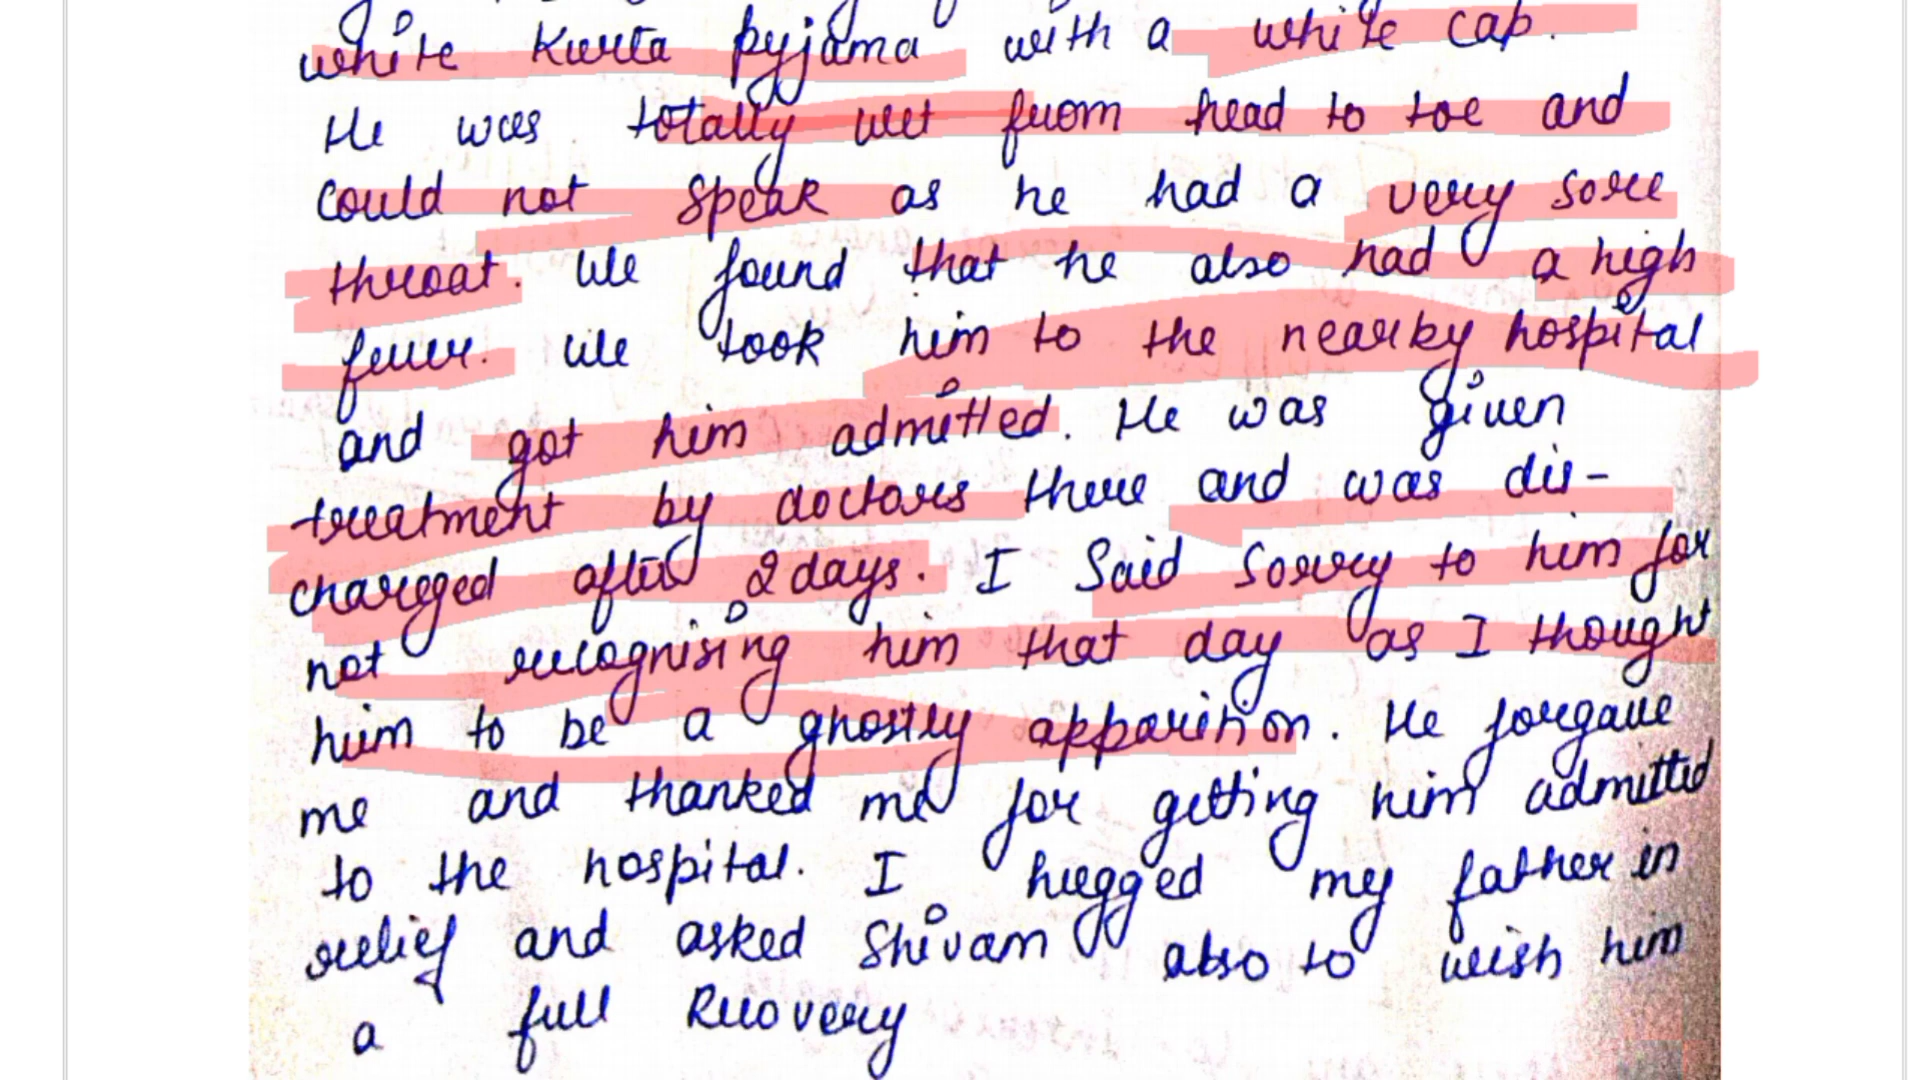 white Kurta pyjama with a white cap.
He was totally wet from head to toe and
could not speak as he had a very sore
throat. We found that he also had a high
fever. We took him to the nearby hospital
and got him admitted. He was given
treatment by doctors there and was dis-
charged after 2 days. I Said Sorry to him for
not recognising him that day as I thought
him to be a ghostly apparition. He forgave
me and thanked me for getting him admitted
to the hospital. I hugged my father in
relief and asked Shivam also to wish him
a full Recovery